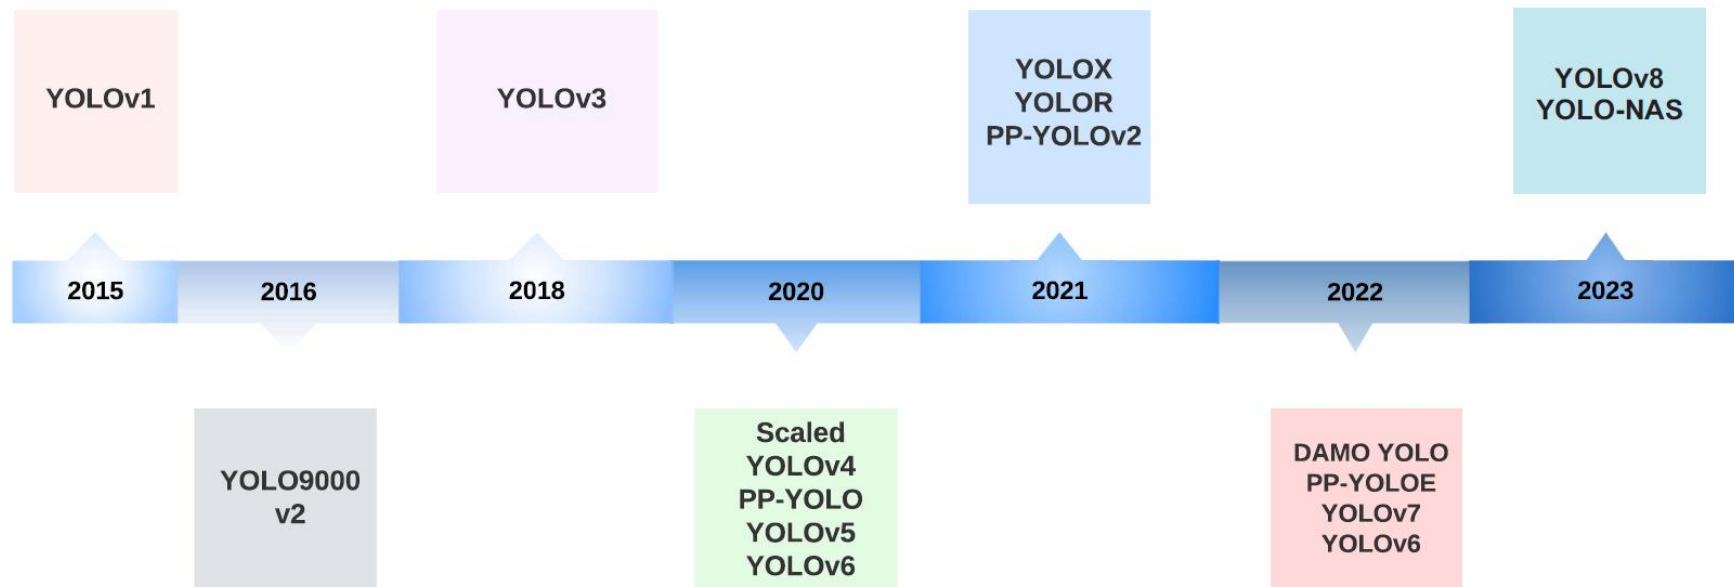 YOLOv1
YOLOv3
YOLOX
YOLOR
PP-YOLOv2
YOLOv8
YOLO-NAS
2015
2016
2018
2020
2021
2022
2023
YOLO9000
v2
Scaled
YOLOv4
PP-YOLO
YOLOv5
YOLOv6
DAMO YOLO
PP-YOLOE
YOLOv7
YOLOv6